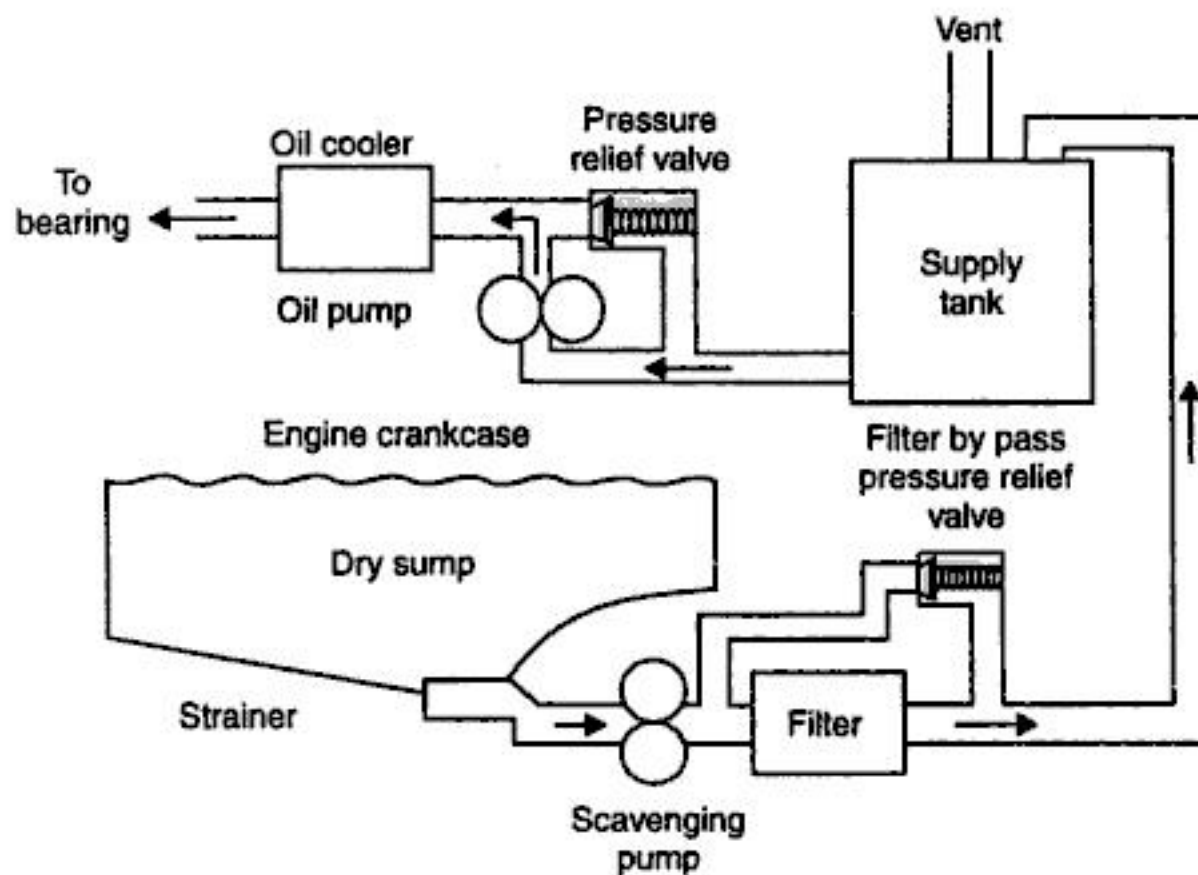 Vent
Pressure
relief valve
Oil cooler
To
bearing
Supply
tank
Oil pump
Engine crankcase
Filter by pass
pressure relief
valve
Dry sump
Strainer
Filter
Scavenging
pump